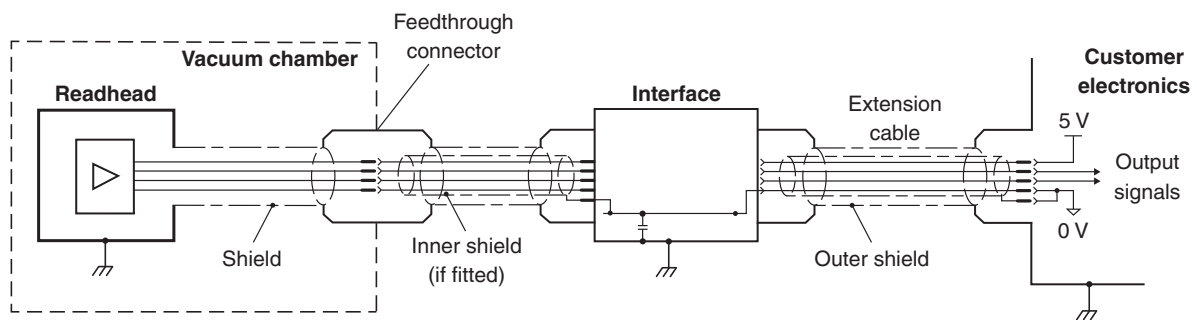 Feedthrough
connector
Vacuum chamber
Customer
electronics
Readhead
Interface
Extension
cable
5 V
Output
signals
0 V
Shield
Inner shield
(if fitted)
Outer shield